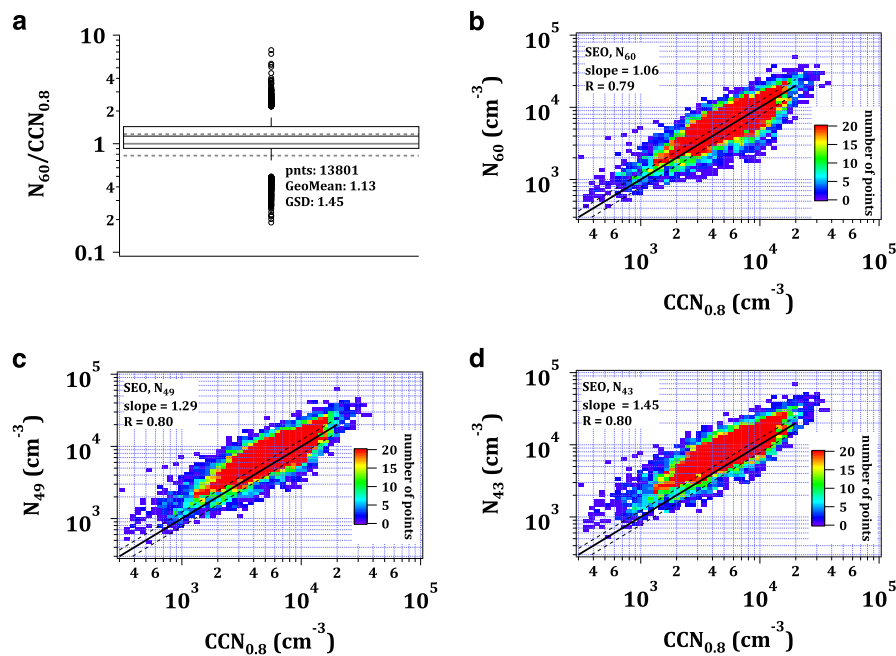 a
10
4
2
1
4
2
0.1
N60/CCN0.8
pnts: 13801
GeoMean: 1.13
GSD: 1.45
b
10^5
10^4
10^3
N60 (cm^-3)
SEO, N60
slope = 1.06
R = 0.79
20
15
10
5
0
number of points
4 6 2 4 6 2 4 6
10^3 10^4 10^5
CCN0.8 (cm^-3)
c
10^5
10^4
10^3
N49 (cm^-3)
SEO, N49
slope = 1.29
R = 0.80
20
15
10
5
0
number of points
4 6 2 4 6 2 4 6
10^3 10^4 10^5
CCN0.8 (cm^-3)
d
10^5
10^4
10^3
N43 (cm^-3)
SEO, N43
slope = 1.45
R = 0.80
20
15
10
5
0
number of points
4 6 2 4 6 2 4 6
10^3 10^4 10^5
CCN0.8 (cm^-3)